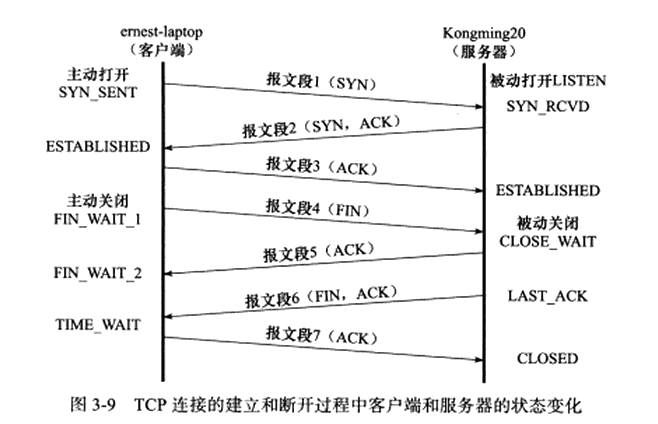 ernest-laptop
（客户端）
Kongming20
（服务器）
主动打开
SYN_SENT
报文段1（SYN）
被动打开LISTEN
SYN_RCVD
报文段2（SYN，ACK）
ESTABLISHED
报文段3（ACK）
ESTABLISHED
主动关闭
FIN_WAIT_1
报文段4（FIN）
被动关闭
CLOSE_WAIT
报文段5（ACK）
FIN_WAIT_2
报文段6（FIN，ACK）
LAST_ACK
TIME_WAIT
报文段7（ACK）
CLOSED
图 3-9 TCP 连接的建立和断开过程中客户端和服务器的状态变化